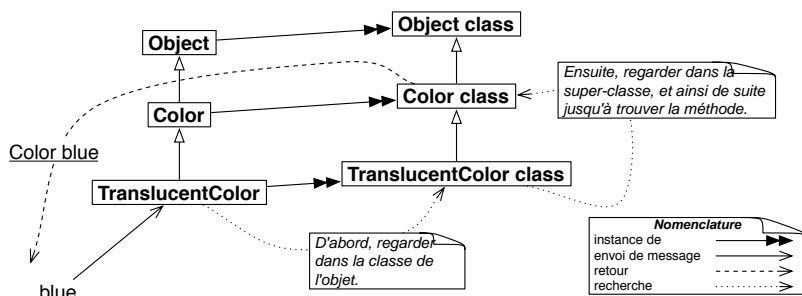 Object
Object class
Color
Color class
Ensuite, regarder dans la
super-classe, et ainsi de suite
jusqu'à trouver la méthode.
Color blue
TranslucentColor
TranslucentColor class
D'abord, regarder
dans la classe de
l'objet.
blue
Nomenclature
instance de
envoi de message
retour
recherche